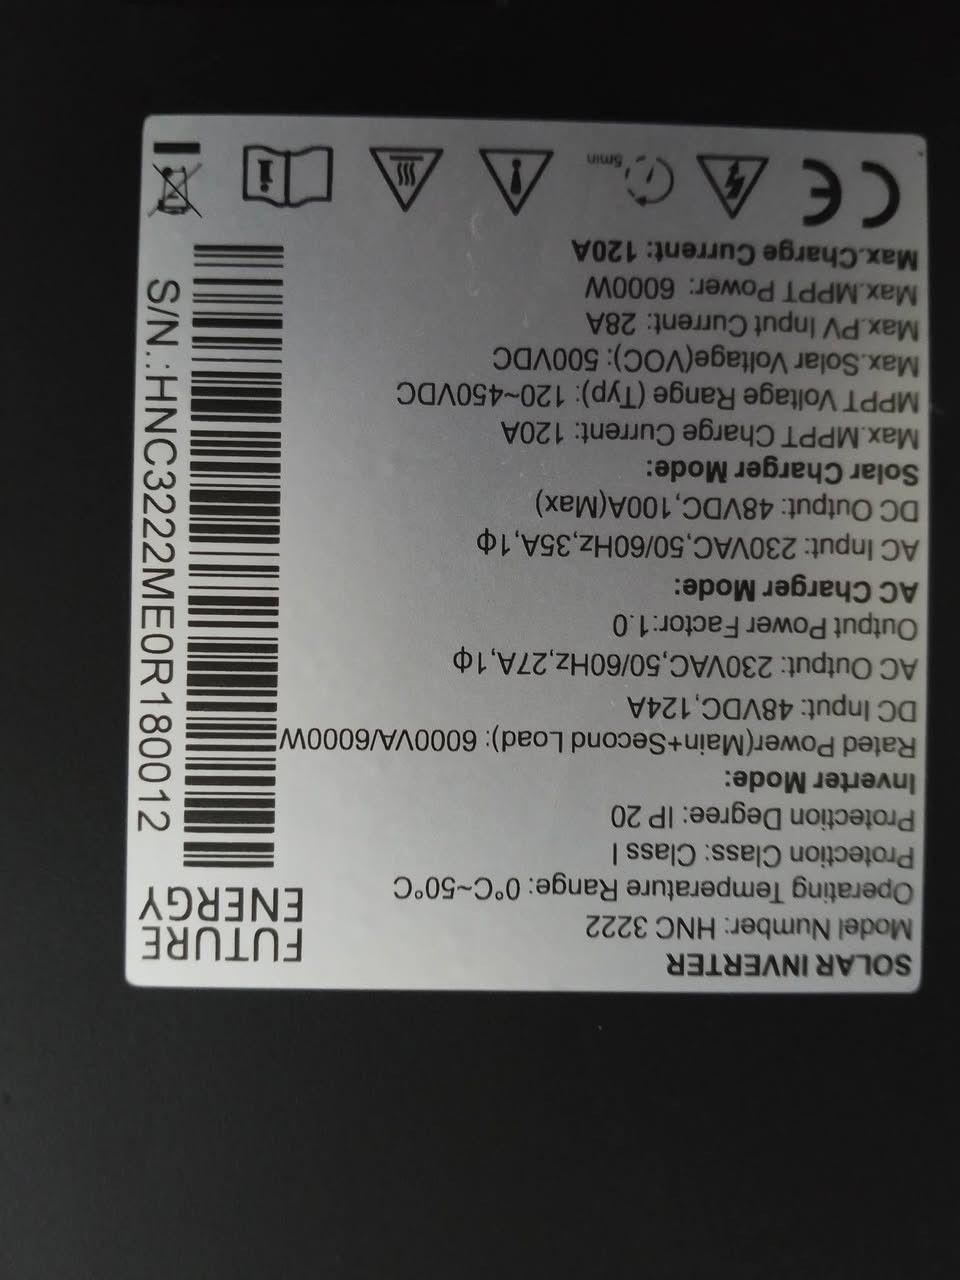 SOLAR INVERTER
Model Number: HNC 3222
Operating Temperature Range: 0°C~50°C
Protection Class: Class I
Protection Degree: IP 20
Inverter Mode:
Rated Power(Main+Second Load): 6000VA/6000W
DC Input: 48VDC,124A
AC Output: 230VAC,50/60Hz,27A,1ф
Output Power Factor:1.0
AC Charger Mode:
AC Input: 230VAC,50/60Hz,35A,1ф
DC Output: 48VDC,100A(Max)
Solar Charger Mode:
Max.MPPT Charge Current: 120A
MPPT Voltage Range (Typ): 120~450VDC
Max.Solar Voltage(VOC): 500VDC
Max.PV Input Current: 28A
Max.MPPT Power: 6000W
Max.Charge Current: 120A
CE
5min
FUTURE
ENERGY
S/N.:HNC3222ME0R180012